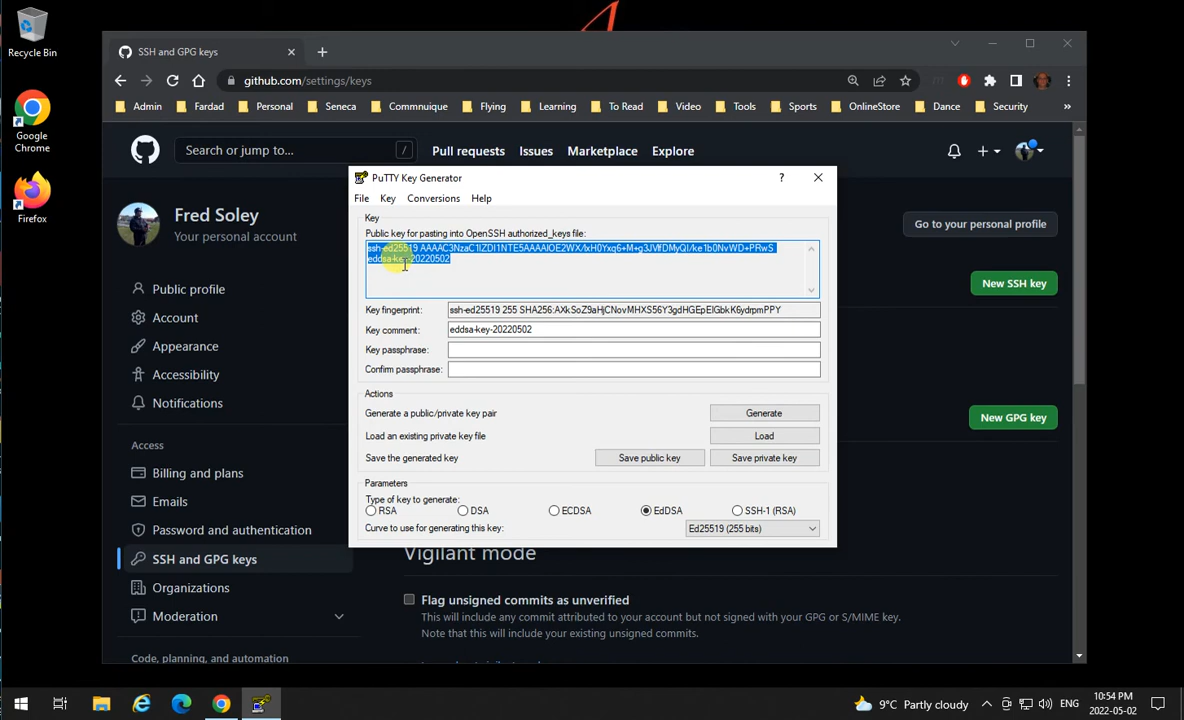 Recycle Bin
Google
Chrome
Firefox
SSH and GPG keys
github.com/settings/keys
Admin
Fardad
Personal
Seneca
Commnuique
Flying
Learning
To Read
Video
Tools
Sports
OnlineStore
Dance
Security
»
Search or jump to...
/
Pull requests
Issues
Marketplace
Explore
Fred Soley
Your personal account
Go to your personal profile
Public profile
Account
Appearance
Accessibility
Notifications
Access
Billing and plans
Emails
Password and authentication
SSH and GPG keys
Organizations
Moderation
Code, planning, and automation
New SSH key
New GPG key
PuTTY Key Generator
?
File
Key
Conversions
Help
Key
Public key for pasting into OpenSSH authorized_keys file:
ssh-ed25519
eddsa-key-20220502
Key fingerprint:
ssh-ed25519 255
Key comment:
eddsa-key-20220502
Key passphrase:
Confirm passphrase:
Actions
Generate a public/private key pair
Generate
Load an existing private key file
Load
Save the generated key
Save public key
Save private key
Parameters
Type of key to generate:
RSA
DSA
ECDSA
EdDSA
SSH-1 (RSA)
Curve to use for generating this key:
Ed25519 (255 bits)
Vigilant mode
Flag unsigned commits as unverified
This will include any commit attributed to your account but not signed with your GPG or S/MIME key.
Note that this will include your existing unsigned commits.
9°C Partly cloudy
ENG
10:54 PM
2022-05-02